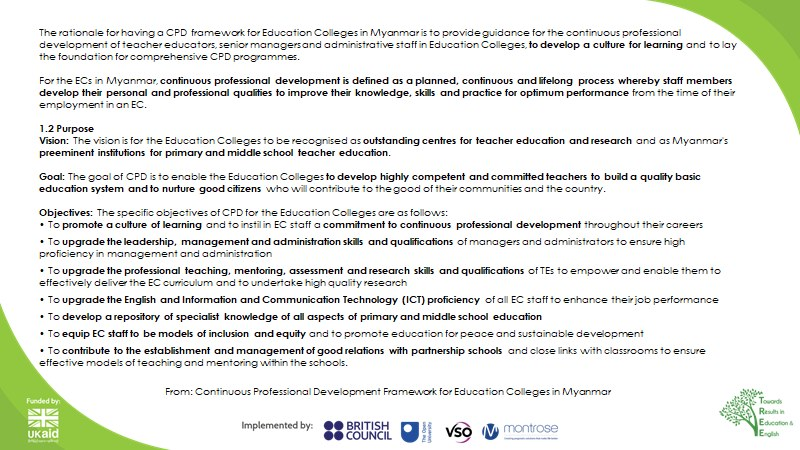 The rationale for having a CPD framework for Education Colleges in Myanmar is to provide guidance for the continuous professional
development of teacher educators, senior managers and administrative staff in Education Colleges, to develop a culture for learning and to lay
the foundation for comprehensive CPD programmes.
For the ECs in Myanmar, continuous professional development is defined as a planned, continuous and lifelong process whereby staff members
develop their personal and professional qualities to improve their knowledge, skills and practice for optimum performance from the time of their
employment in an EC.
1.2 Purpose
Vision: The vision is for the Education Colleges to be recognised as outstanding centres for teacher education and research and as Myanmar's
preeminent institutions for primary and middle school teacher education.
Goal: The goal of CPD is to enable the Education Colleges to develop highly competent and committed teachers to build a quality basic
education system and to nurture good citizens who will contribute to the good of their communities and the country.
Objectives: The specific objectives of CPD for the Education Colleges are as follows:
• To promote a culture of learning and to instil in EC staff a commitment to continuous professional development throughout their careers
• To upgrade the leadership, management and administration skills and qualifications of managers and administrators to ensure high
proficiency in management and administration
• To upgrade the professional teaching, mentoring, assessment and research skills and qualifications of TEs to empower and enable them to
effectively deliver the EC curriculum and to undertake high quality research
• To upgrade the English and Information and Communication Technology (ICT) proficiency of all EC staff to enhance their job performance
• To develop a repository of specialist knowledge of all aspects of primary and middle school education
• To equip EC staff to be models of inclusion and equity and to promote education for peace and sustainable development
• To contribute to the establishment and management of good relations with partnership schools and close links with classrooms to ensure
effective models of teaching and mentoring within the schools.
From: Continuous Professional Development Framework for Education Colleges in Myanmar
Funded by:
ukaid
Implemented by:
BRITISH
COUNCIL
The Open
University
VSO
montrose
Towards
Results in
Education &
English